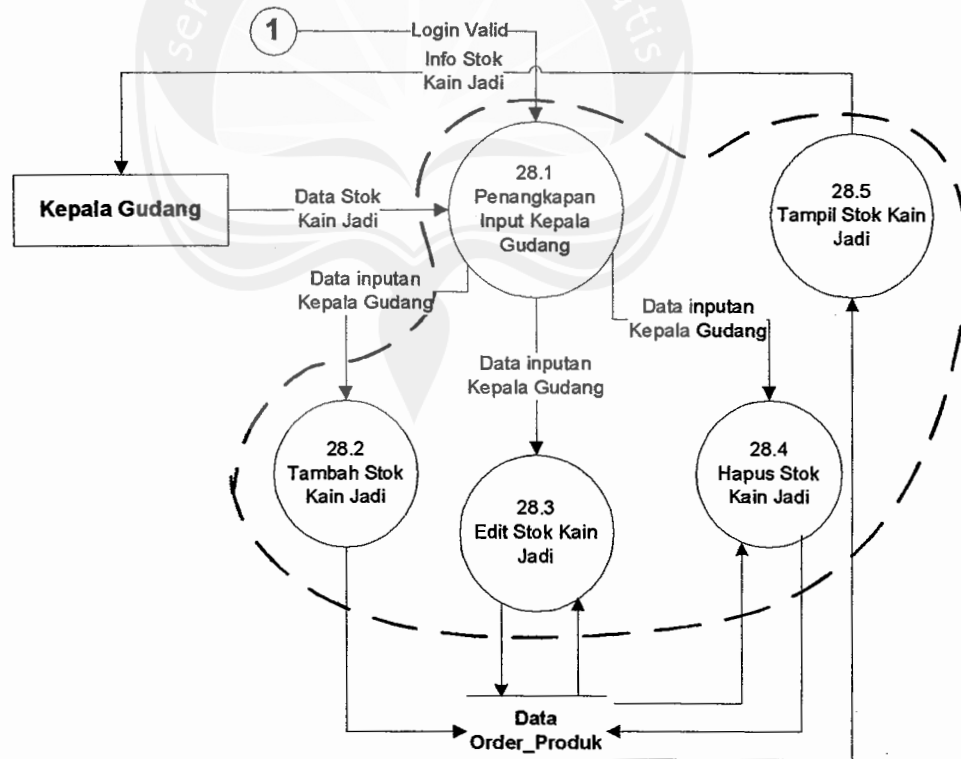 1
Login Valid
Info Stok
Kain Jadi
Kepala Gudang
Data Stok
Kain Jadi
28.1
Penangkapan
Input Kepala
Gudang
28.5
Tampil Stok Kain
Jadi
Data inputan
Kepala Gudang
Data inputan
Kepala Gudang
Data inputan
Kepala Gudang
28.2
Tambah Stok
Kain Jadi
28.3
Edit Stok Kain
Jadi
28.4
Hapus Stok
Kain Jadi
Data
Order_Produk